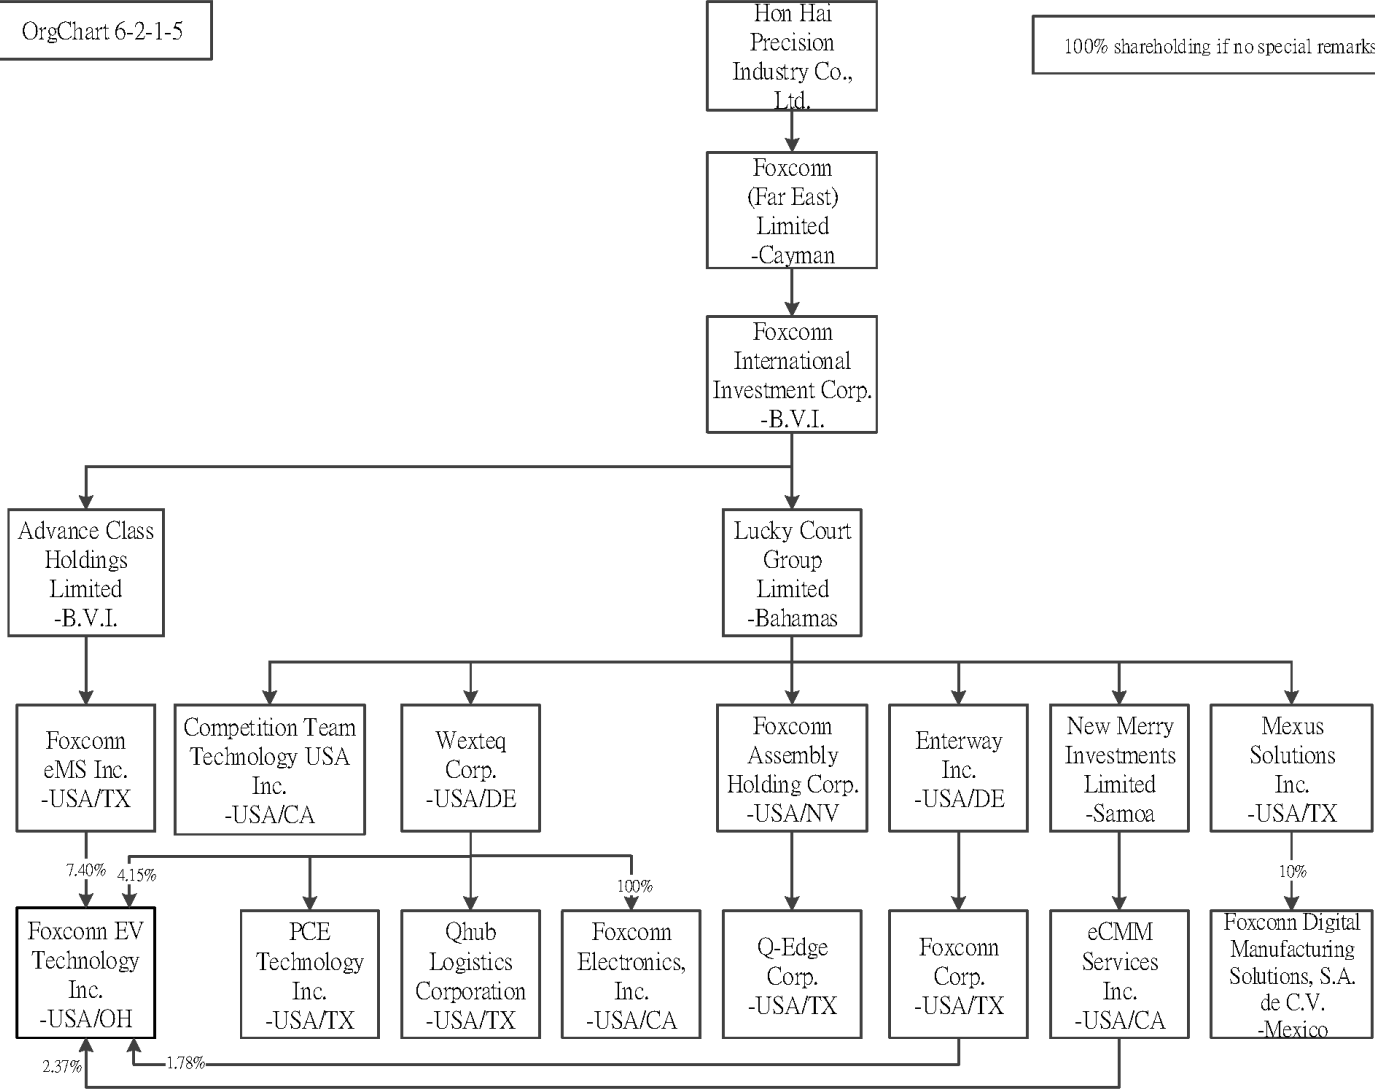 OrgChart 6-2-1-5
Hon Hai
Precision
Industry Co.,
Ltd.
100% shareholding if no special remarks
Foxconn
(Far East)
Limited
-Cayman
Foxconn
International
Investment Corp.
-B.V.I.
Advance Class
Holdings
Limited
-B.V.I.
Lucky Court
Group
Limited
-Bahamas
Foxconn
eMS Inc.
-USA/TX
Competition Team
Technology USA
Inc.
-USA/CA
Wexteq
Corp.
-USA/DE
Foxconn
Assembly
Holding Corp.
-USA/NV
Enterway
Inc.
-USA/DE
New Merry
Investments
Limited
-Samoa
Mexus
Solutions
Inc.
-USA/TX
7.40%
4.15%
100%
10%
Foxconn EV
Technology
Inc.
-USA/OH
PCE
Technology
Inc.
-USA/TX
Qhub
Logistics
Corporation
-USA/TX
Foxconn
Electronics,
Inc.
-USA/CA
Q-Edge
Corp.
-USA/TX
Foxconn
Corp.
-USA/TX
eCMM
Services
Inc.
-USA/CA
Foxconn Digital
Manufacturing
Solutions, S.A.
de C.V.
-Mexico
2.37%
1.78%